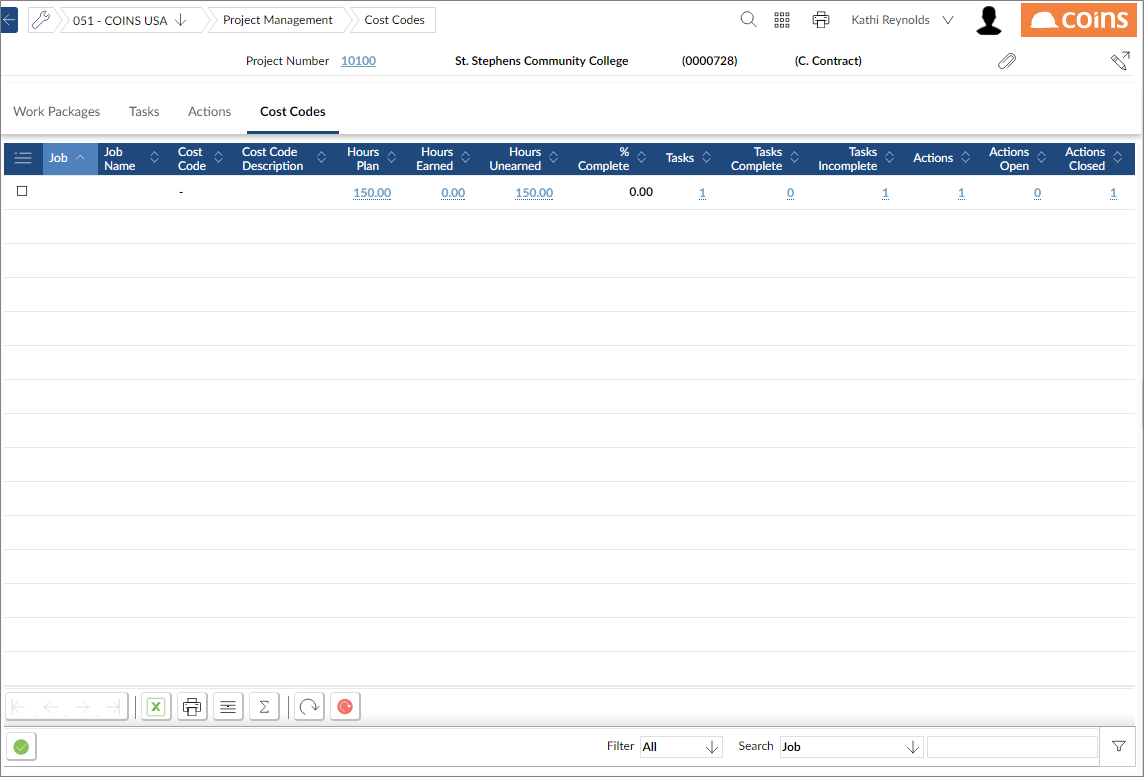 051 - COINS USA Project Management Cost Codes Kathi Reynolds coins
Project Number 10100 St. Stephens Community College (0000728) (C. Contract)
Work Packages Tasks Actions Cost Codes
Job Job Name Cost Code Cost Code Description Hours Plan Hours Earned Hours Unearned % Complete Tasks Tasks Complete Tasks Incomplete Actions Actions Open Actions Closed
- 150.00 0.00 150.00 0.00 1 0 1 1 0 1
Filter All Search Job